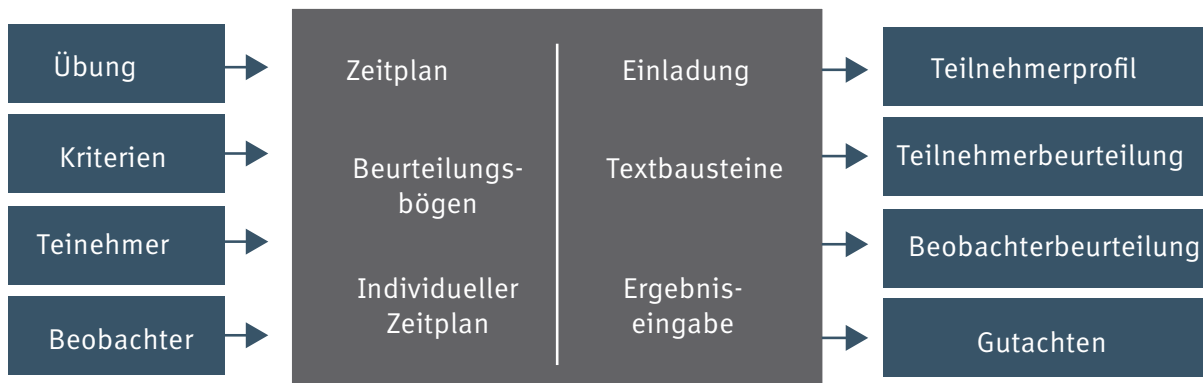 Übung
Kriterien
Teinehmer
Beobachter
Zeitplan
Beurteilungs-
bögen
Individueller
Zeitplan
Einladung
Textbausteine
Ergebnis-
eingabe
Teilnehmerprofil
Teilnehmerbeurteilung
Beobachterbeurteilung
Gutachten